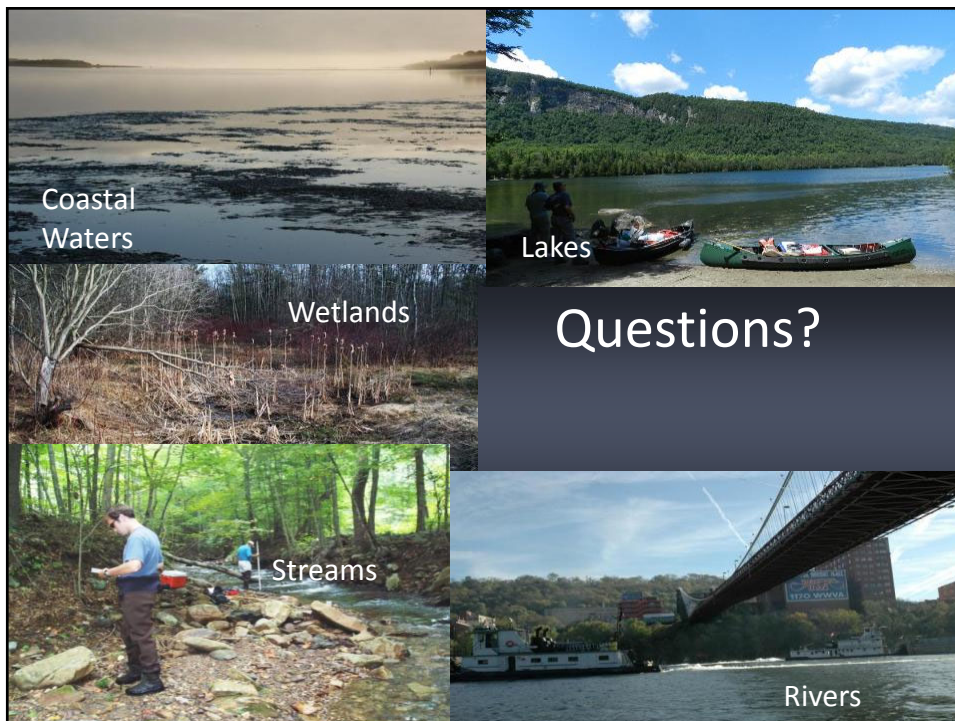 Coastal
Waters
Lakes
Wetlands
Questions?
Streams
1170 WWVA
Rivers